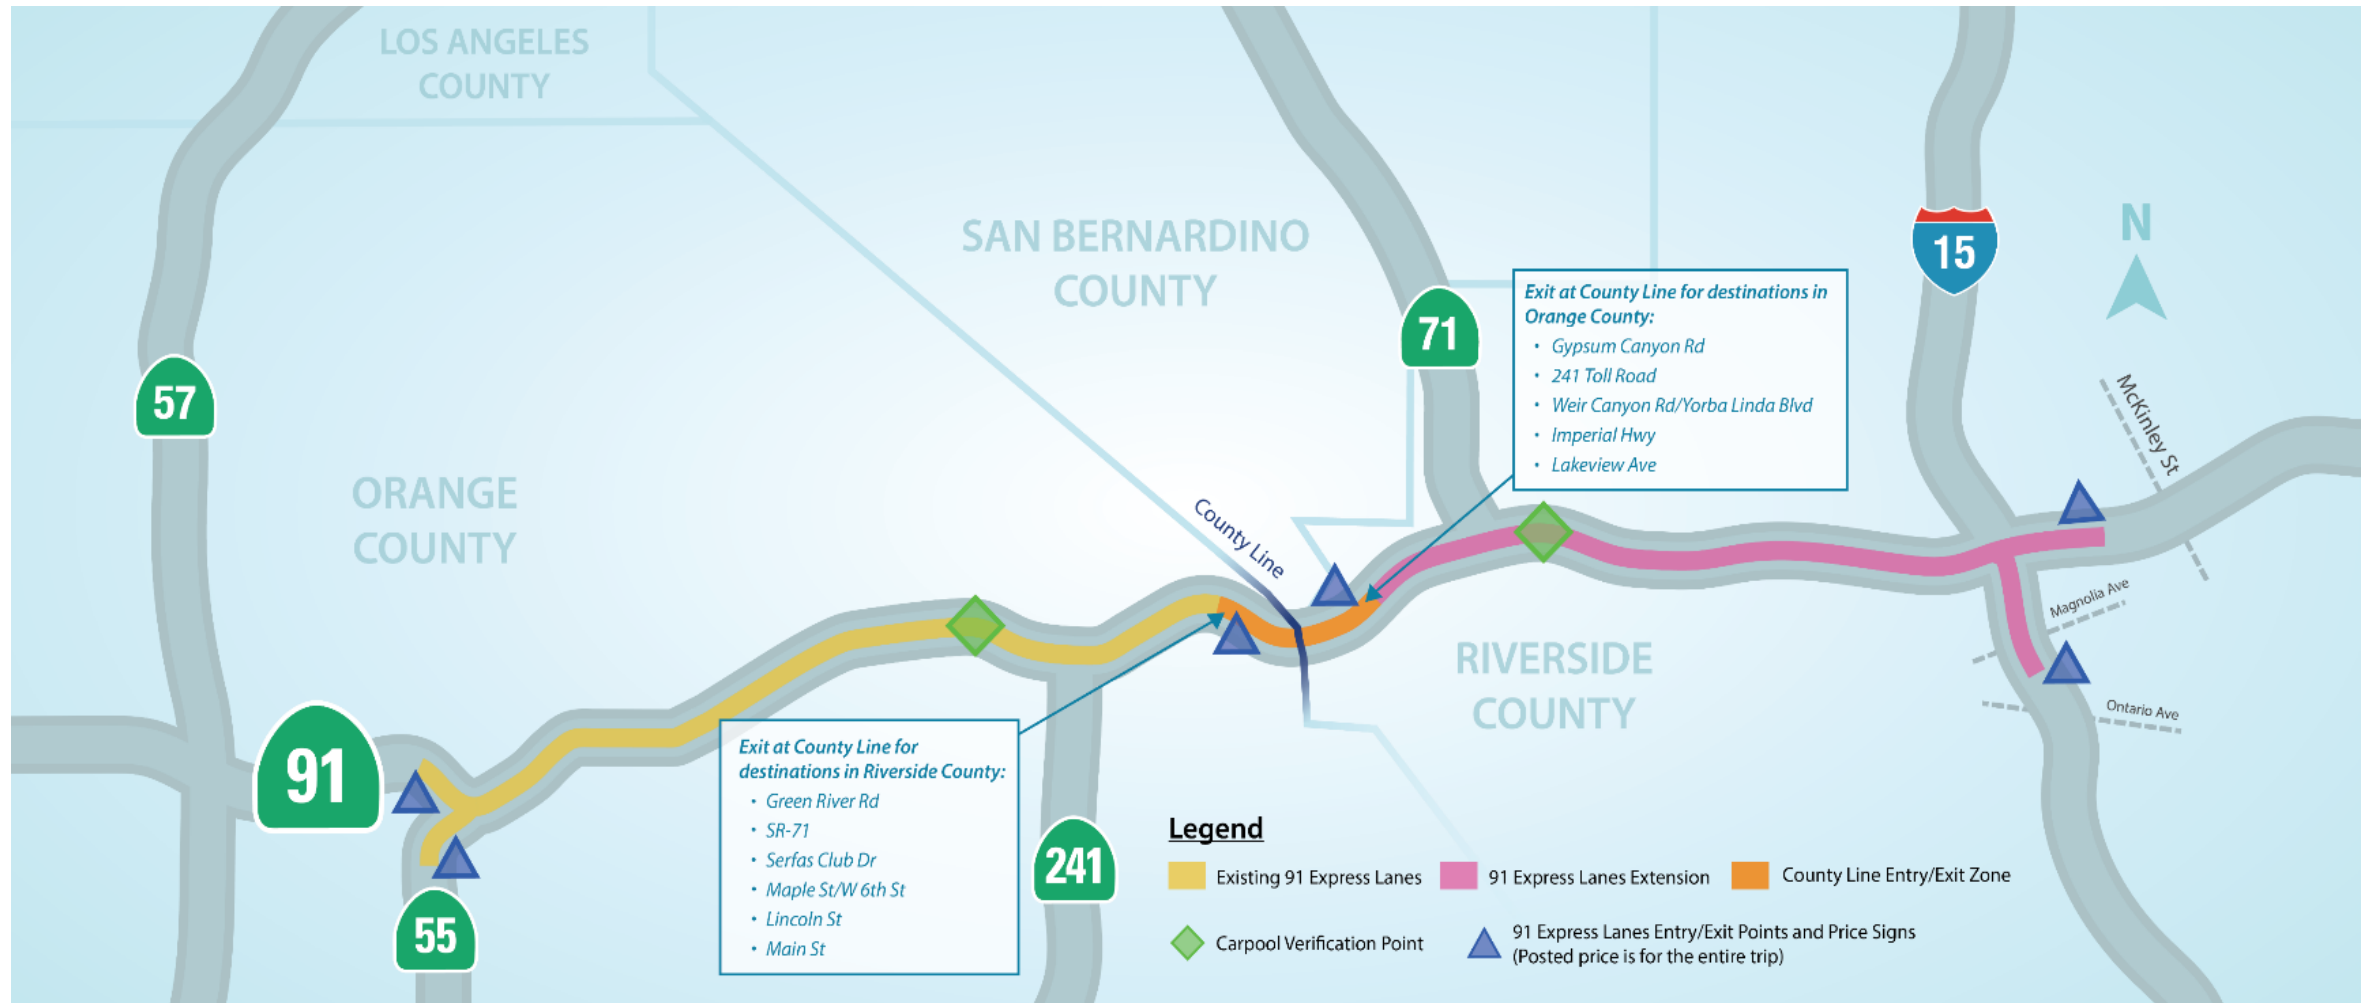 LOS ANGELES
COUNTY
SAN BERNARDINO
COUNTY
N
15
71
Exit at County Line for destinations in
Orange County:
• Gypsum Canyon Rd
• 241 Toll Road
• Weir Canyon Rd/Yorba Linda Blvd
• Imperial Hwy
• Lakeview Ave
McKinley St
57
ORANGE
COUNTY
County Line
Magnolia Ave
RIVERSIDE
COUNTY
Ontario Ave
91
Exit at County Line for
destinations in Riverside County:
• Green River Rd
• SR-71
• Serfas Club Dr
• Maple St/W 6th St
• Lincoln St
• Main St
241
55
Legend
Existing 91 Express Lanes
91 Express Lanes Extension
County Line Entry/Exit Zone
Carpool Verification Point
91 Express Lanes Entry/Exit Points and Price Signs
(Posted price is for the entire trip)